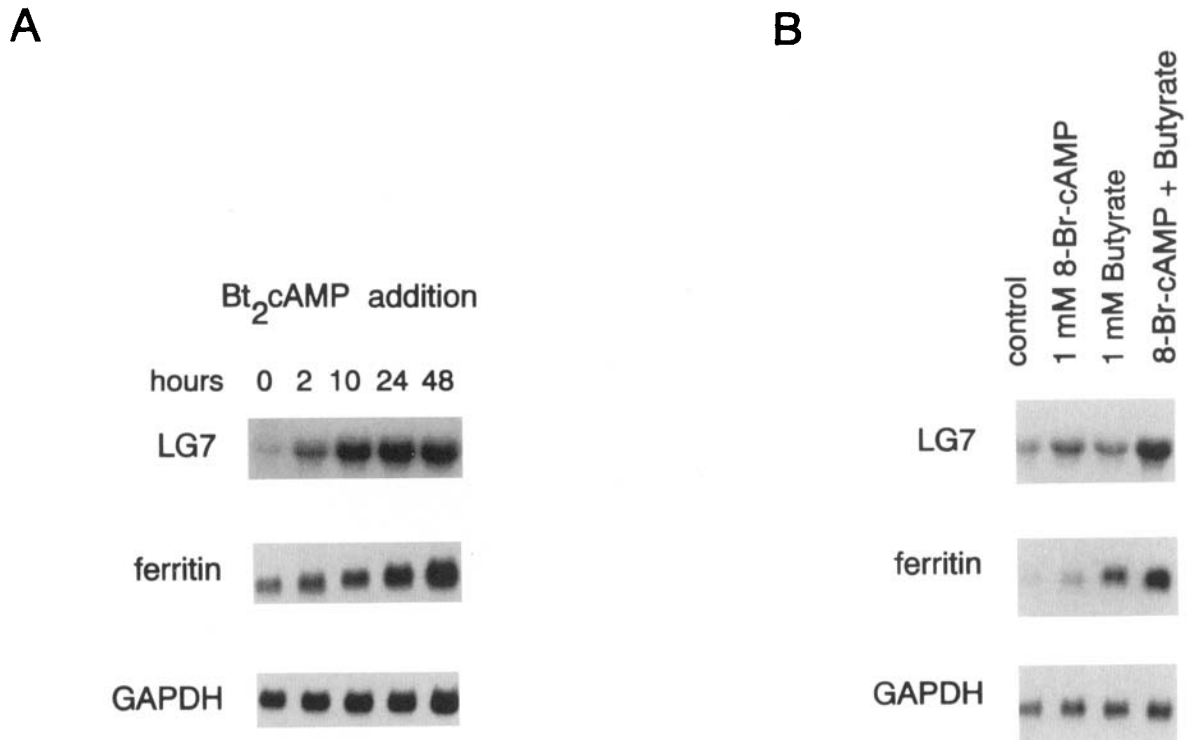 A
Bt2cAMP addition
hours 0 2 10 24 48
LG7
ferritin
GAPDH
B
control
1 mM 8-Br-cAMP
1 mM Butyrate
8-Br-cAMP + Butyrate
LG7
ferritin
GAPDH